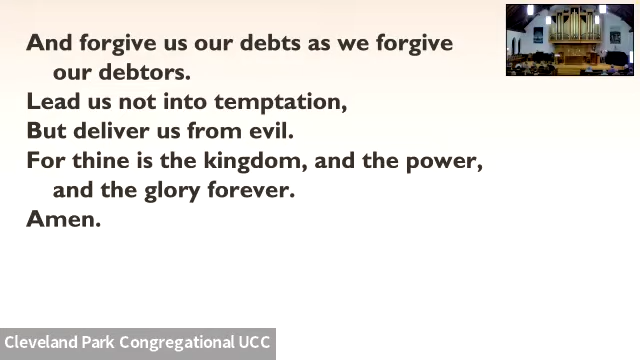 And forgive us our debts as we forgive
our debtors.
Lead us not into temptation,
But deliver us from evil.
For thine is the kingdom, and the power,
and the glory forever.
Amen.
Cleveland Park Congregational UCC